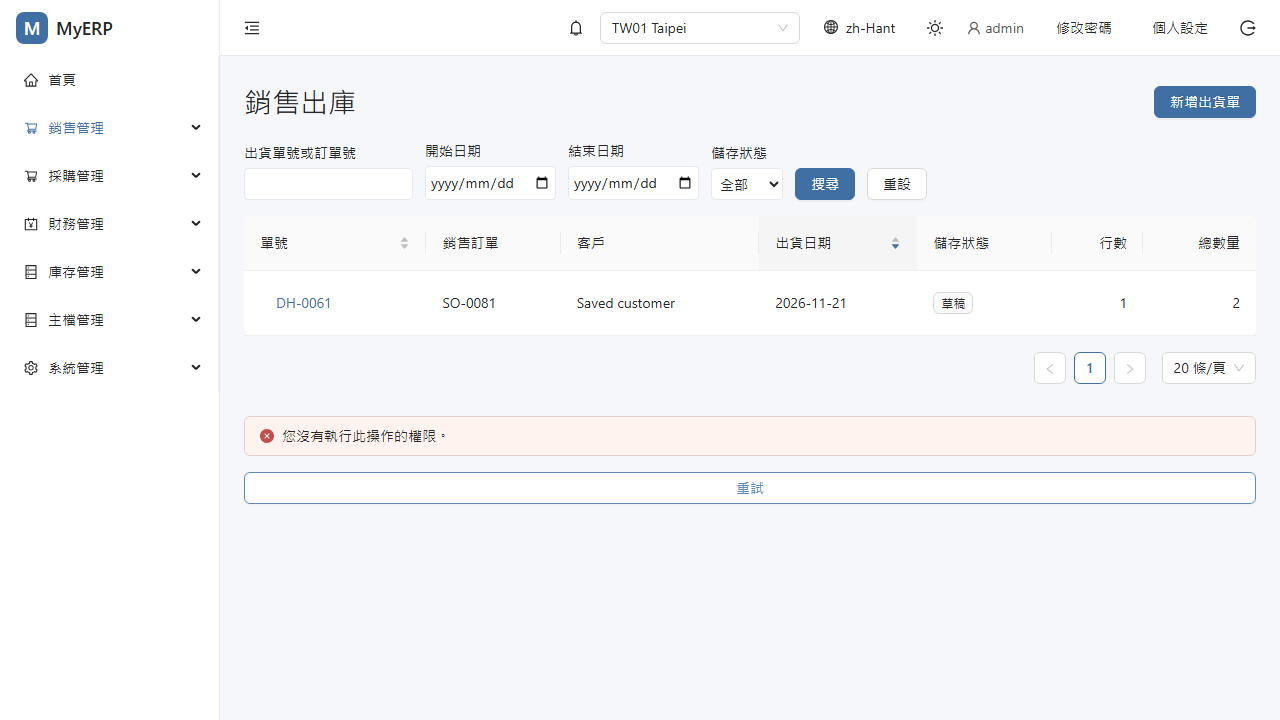 M MyERP
TW01 Taipei
zh-Hant
admin
修改密碼
個人設定
首頁
銷售管理
採購管理
財務管理
庫存管理
主檔管理
系統管理
銷售出庫
新增出貨單
出貨單號或訂單號
開始日期
結束日期
儲存狀態
yyyy/mm/dd
yyyy/mm/dd
全部
搜尋
重設
單號 銷售訂單 客戶 出貨日期 儲存狀態 行數 總數量
DH-0061 SO-0081 Saved customer 2026-11-21 草稿 1 2
1
20 條/頁
您沒有執行此操作的權限。
重試